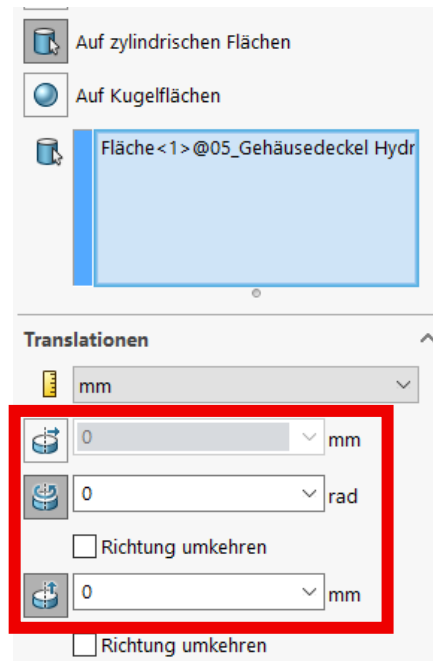 Auf zylindrischen Flächen
Auf Kugelflächen
Fläche<1>@05_Gehäusedeckel Hydr
Translationen
mm
0 mm
0 rad
Richtung umkehren
0 mm
Richtung umkehren